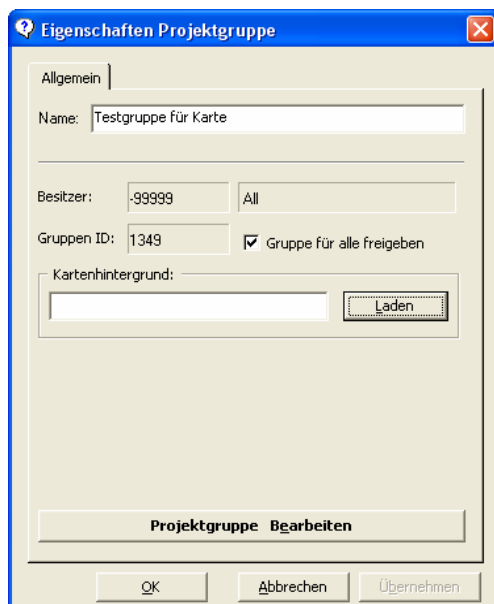 Eigenschaften Projektgruppe
Allgemein
Name: Testgruppe für Karte
Besitzer: -99999 All
Gruppen ID: 1349 Gruppe für alle freigeben
Kartenhintergrund:
Laden
Projektgruppe Bearbeiten
OK Abbrechen Übernehmen